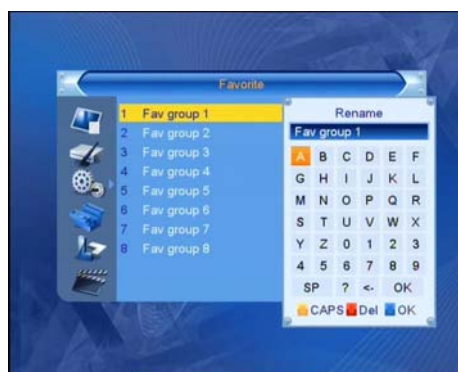 Favorite
1 Fav group 1
2 Fav group 2
3 Fav group 3
4 Fav group 4
5 Fav group 5
6 Fav group 6
7 Fav group 7
8 Fav group 8
Rename
Fav group 1
A B C D E F
G H I J K L
M N O P Q R
S T U V W X
Y Z 0 1 2 3
4 5 6 7 8 9
SP ? <- OK
CAPS Del OK